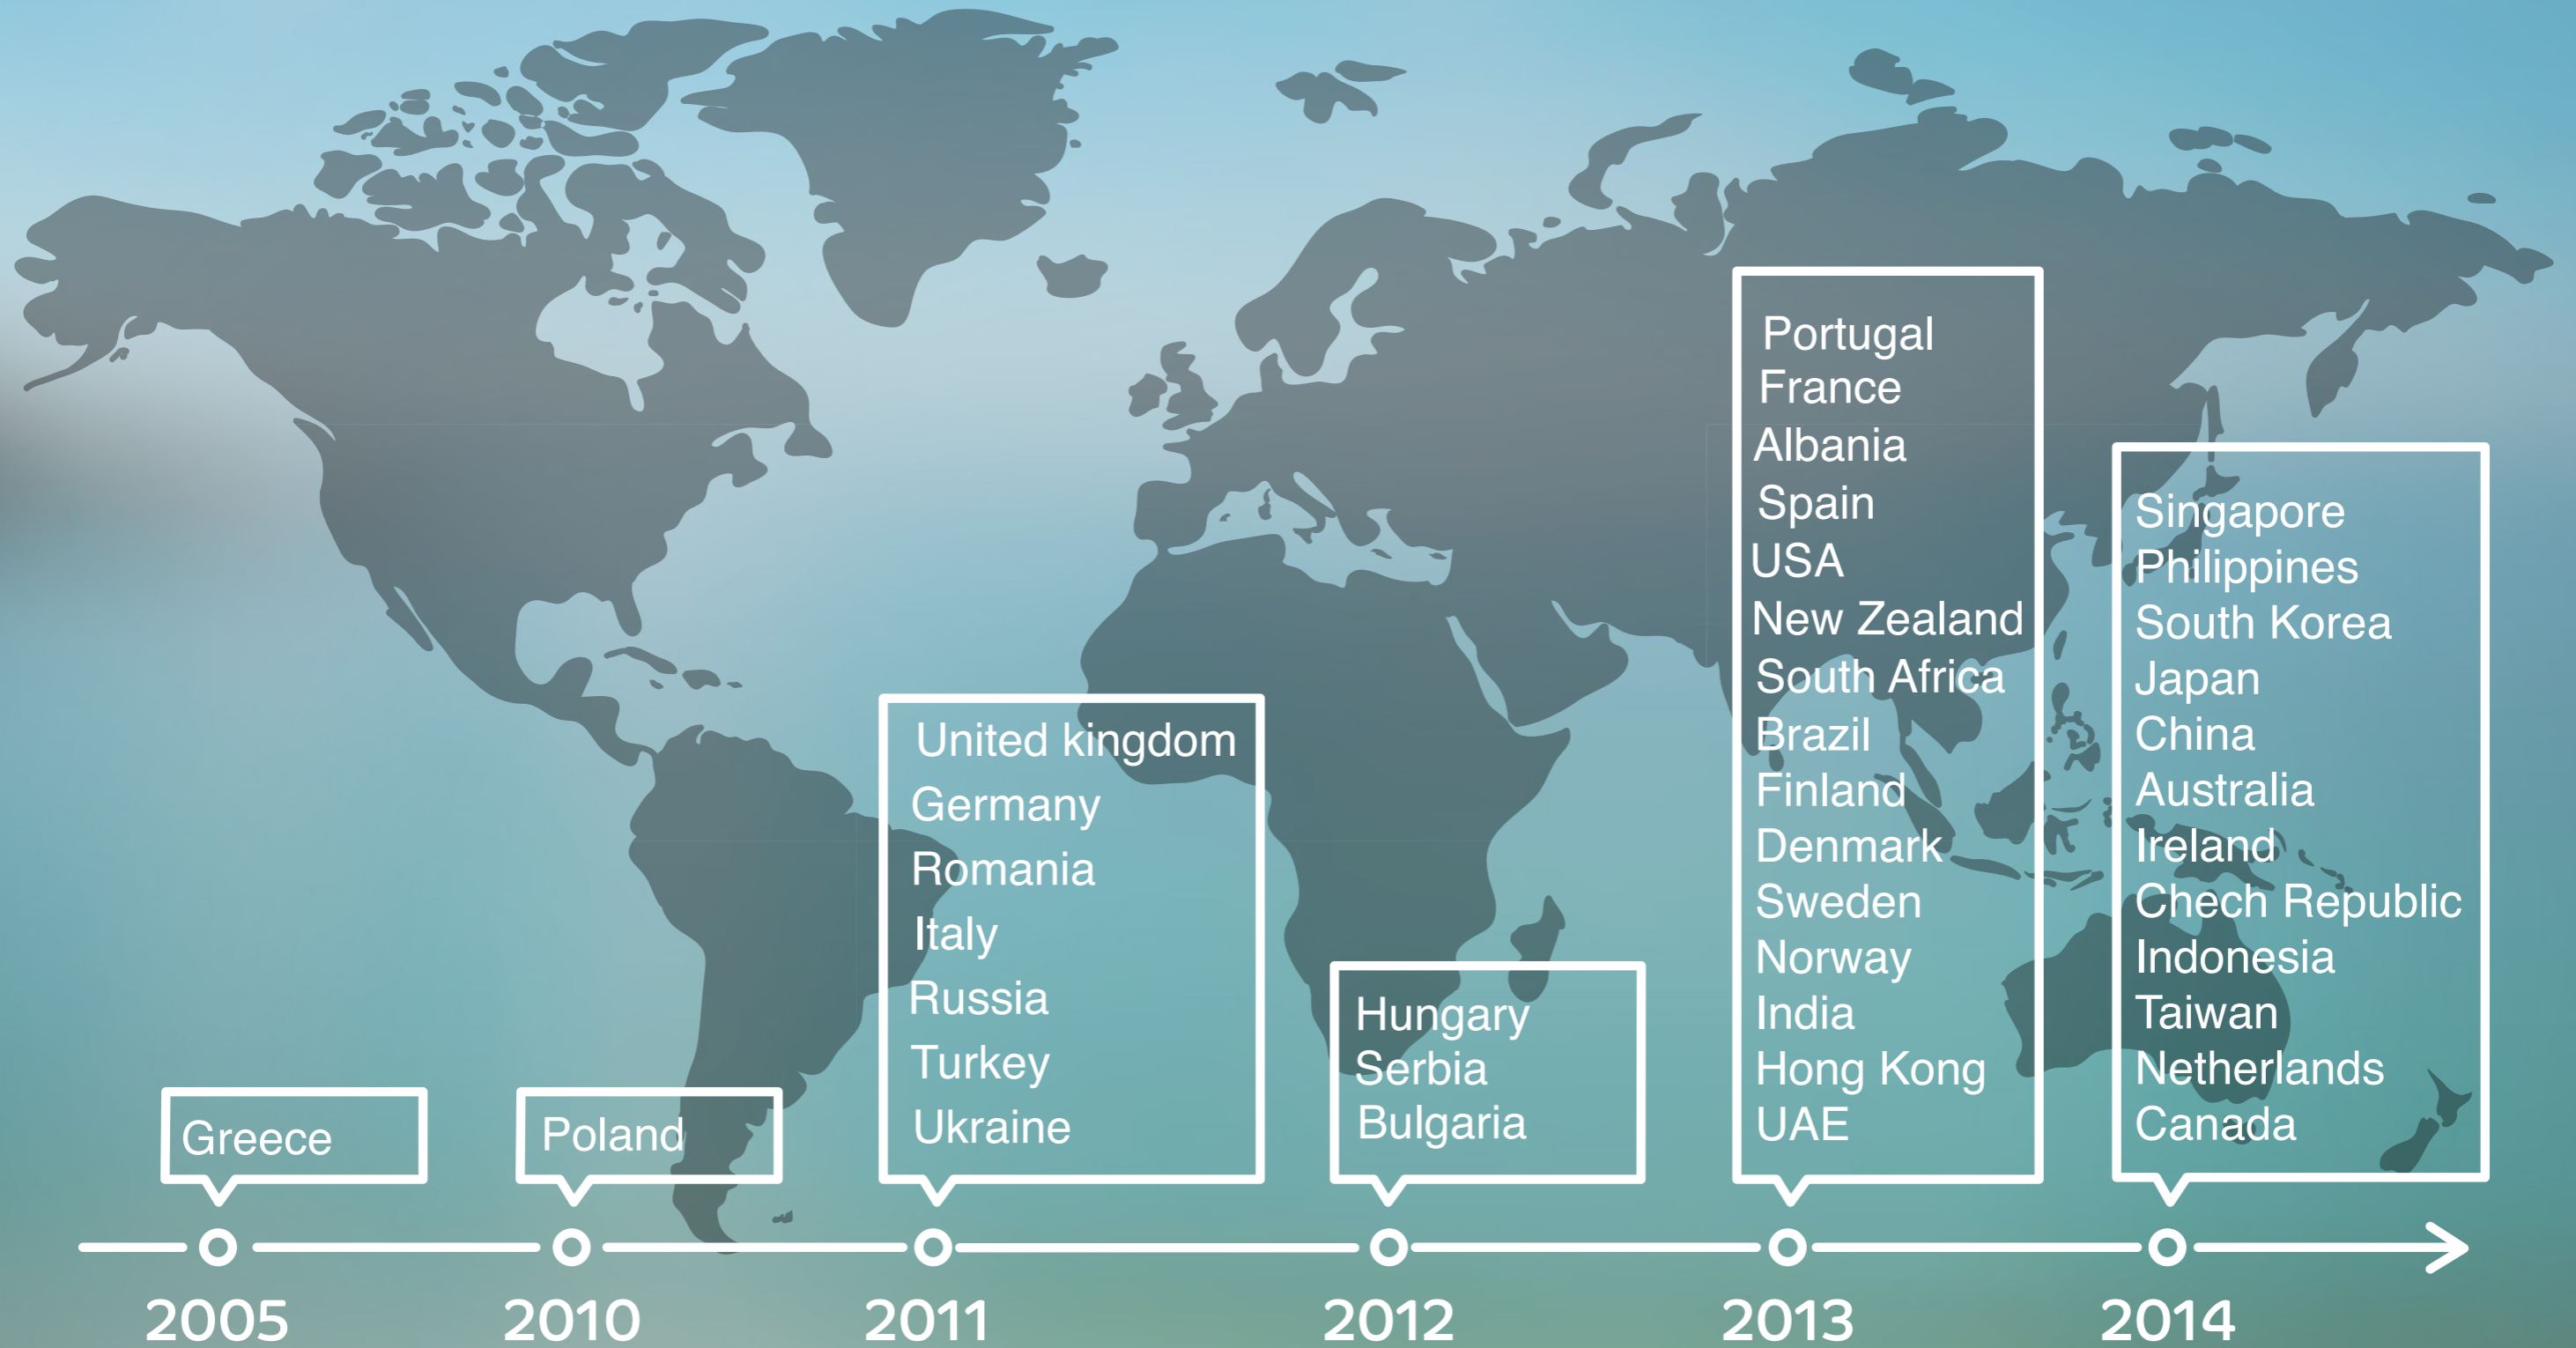 Greece
2005
Poland
2010
United kingdom
Germany
Romania
Italy
Russia
Turkey
Ukraine
2011
Hungary
Serbia
Bulgaria
2012
Portugal
France
Albania
Spain
USA
New Zealand
South Africa
Brazil
Finland
Denmark
Sweden
Norway
India
Hong Kong
UAE
2013
Singapore
Philippines
South Korea
Japan
China
Australia
Ireland
Chech Republic
Indonesia
Taiwan
Netherlands
Canada
2014